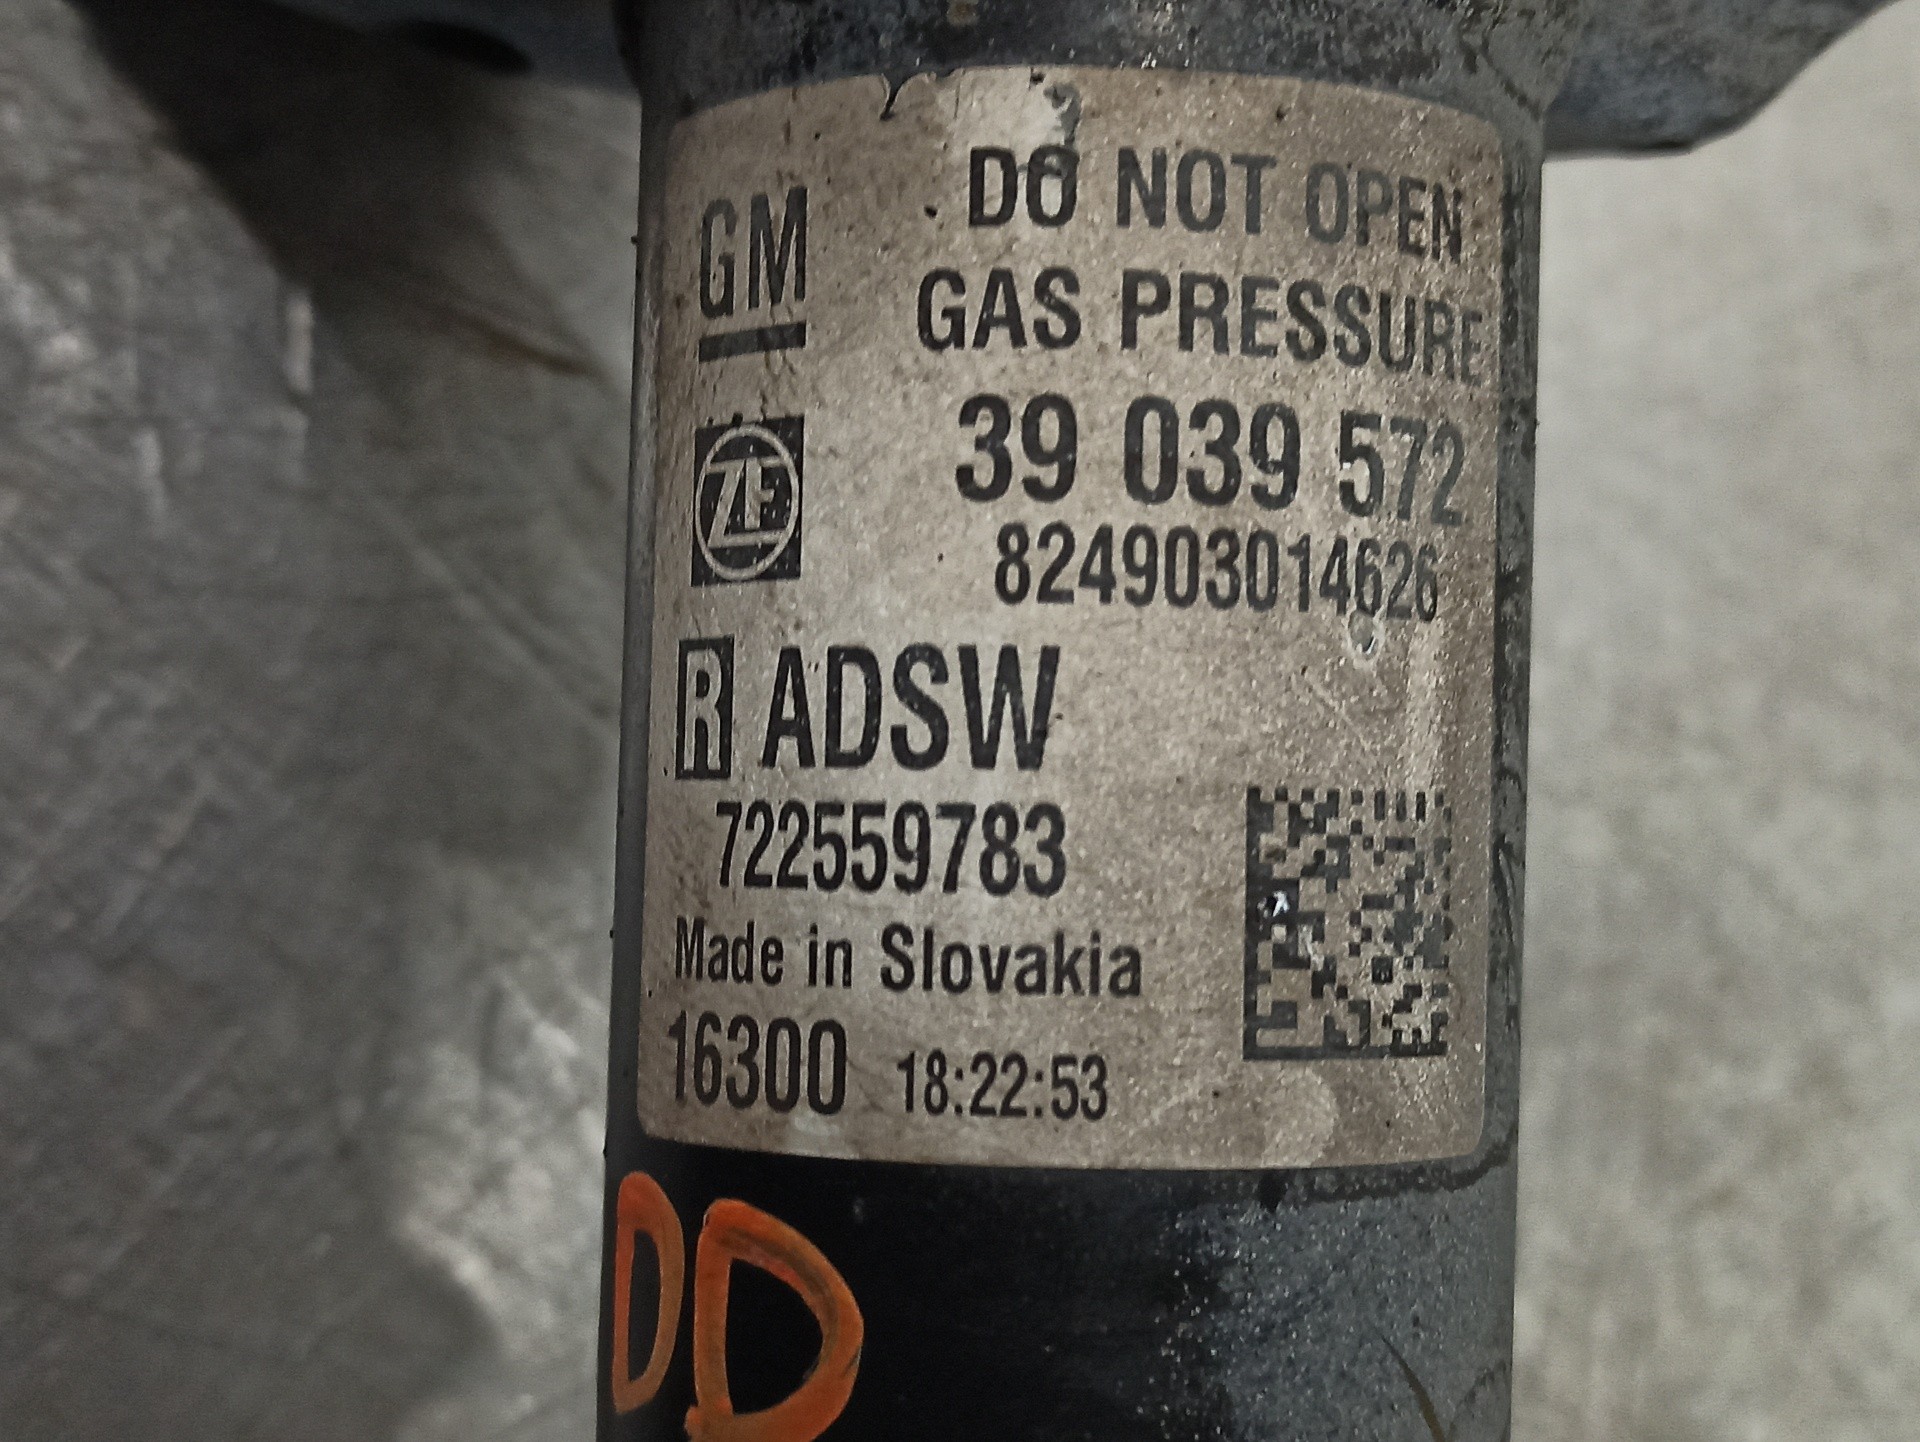 GM
DO NOT OPEN
GAS PRESSURE
ZF
39 039 572
824903014626
R ADSW
722559783
Made in Slovakia
16300 18:22:53
DD